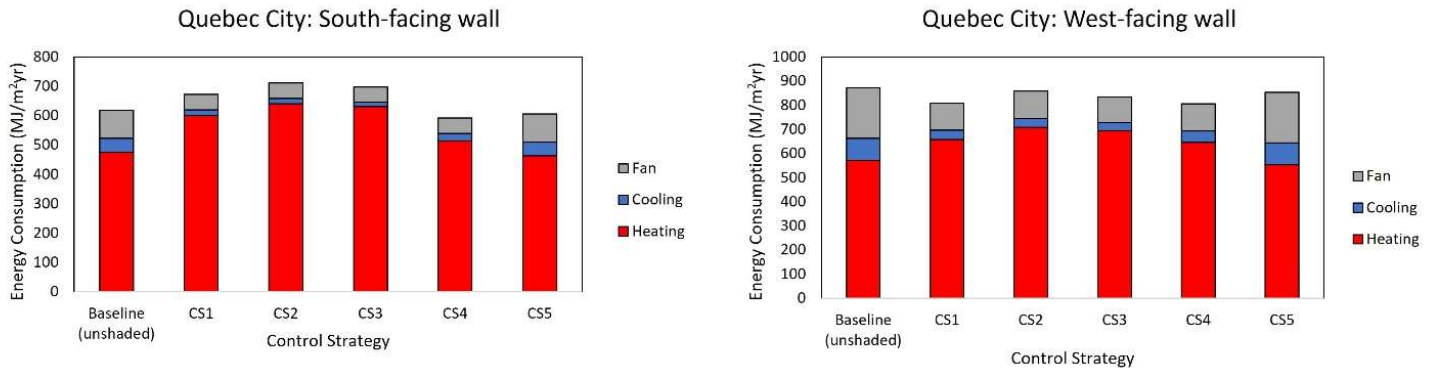 Quebec City: South-facing wall
Energy Consumption (MJ/m²yr)
800
700
600
500
400
300
200
100
0
Baseline
(unshaded)
CS1
CS2
CS3
CS4
CS5
Control Strategy
Fan
Cooling
Heating
Quebec City: West-facing wall
Energy Consumption (MJ/m²yr)
1000
900
800
700
600
500
400
300
200
100
0
Baseline
(unshaded)
CS1
CS2
CS3
CS4
CS5
Control Strategy
Fan
Cooling
Heating